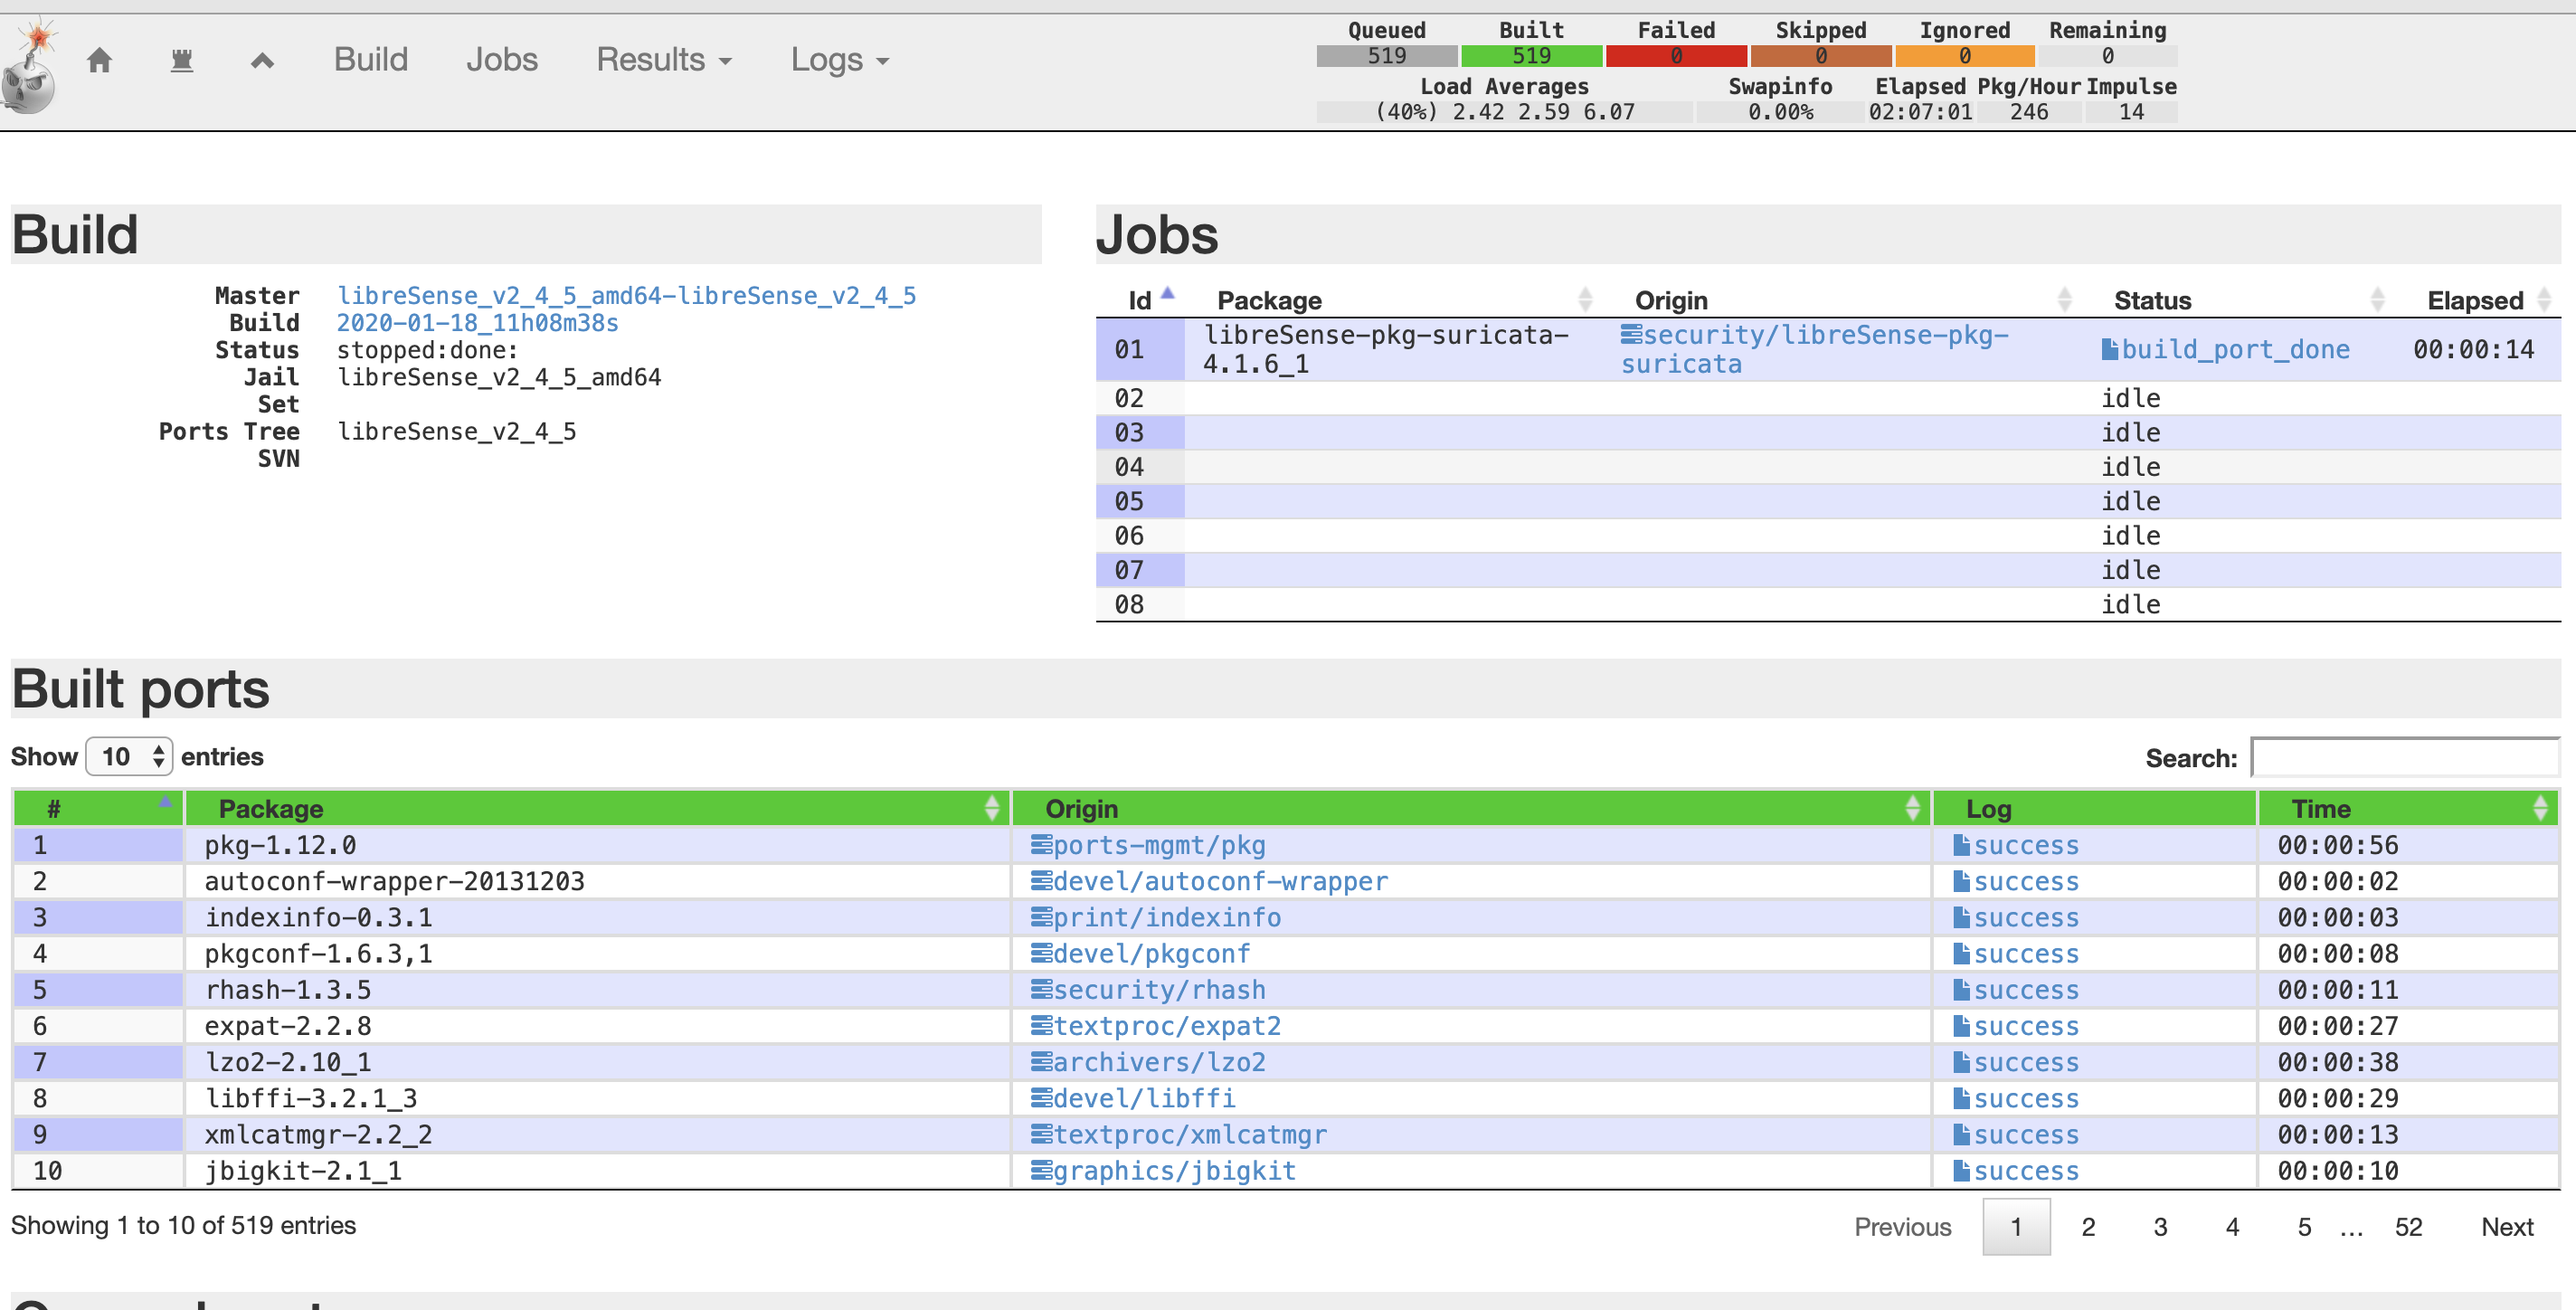 Build Jobs Results Logs
Queued Built Failed Skipped Ignored Remaining
519 519 0 0 0 0
Load Averages Swapinfo Elapsed Pkg/Hour Impulse
(40%) 2.42 2.59 6.07 0.00% 02:07:01 246 14
Build
Master libreSense_v2_4_5_amd64-libreSense_v2_4_5
Build 2020-01-18_11h08m38s
Status stopped:done:
Jail libreSense_v2_4_5_amd64
Set
Ports Tree libreSense_v2_4_5
SVN
Jobs
Id Package Origin Status Elapsed
01 libreSense-pkg-suricata-4.1.6_1 security/libreSense-pkg-suricata build_port_done 00:00:14
02 idle
03 idle
04 idle
05 idle
06 idle
07 idle
08 idle
Built ports
Show 10 entries Search:
# Package Origin Log Time
1 pkg-1.12.0 ports-mgmt/pkg success 00:00:56
2 autoconf-wrapper-20131203 devel/autoconf-wrapper success 00:00:02
3 indexinfo-0.3.1 print/indexinfo success 00:00:03
4 pkgconf-1.6.3,1 devel/pkgconf success 00:00:08
5 rhash-1.3.5 security/rhash success 00:00:11
6 expat-2.2.8 textproc/expat2 success 00:00:27
7 lzo2-2.10_1 archivers/lzo2 success 00:00:38
8 libffi-3.2.1_3 devel/libffi success 00:00:29
9 xmlcatmgr-2.2_2 textproc/xmlcatmgr success 00:00:13
10 jbigkit-2.1_1 graphics/jbigkit success 00:00:10
Showing 1 to 10 of 519 entries Previous 1 2 3 4 5 … 52 Next